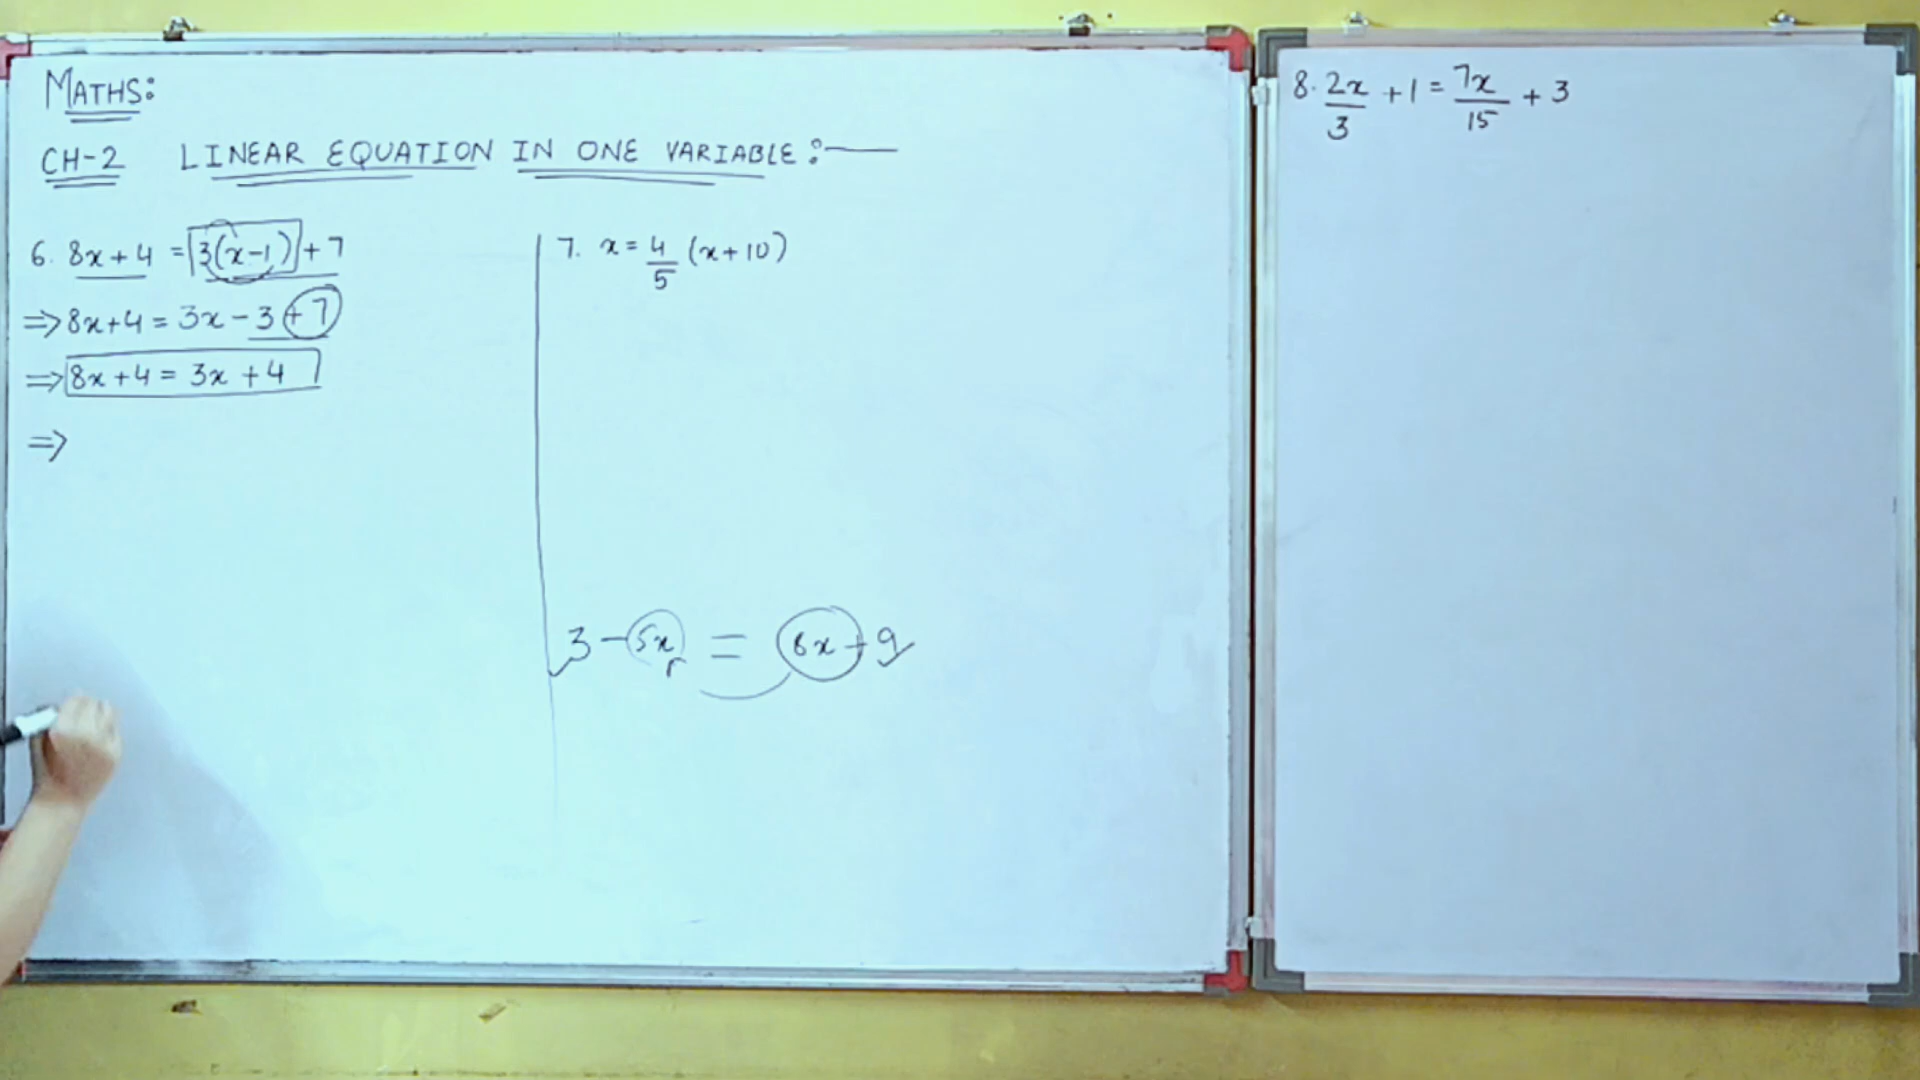 MATHS:
CH-2 LINEAR EQUATION IN ONE VARIABLE :—
6. 8x + 4 = 3(x-1) + 7
⇒ 8x+4 = 3x - 3 + 7
⇒ 8x+4 = 3x + 4
⇒
7. x = 4/5 (x+10)
3 - 5x = 8x + 9
8. 2x/3 + 1 = 7x/15 + 3